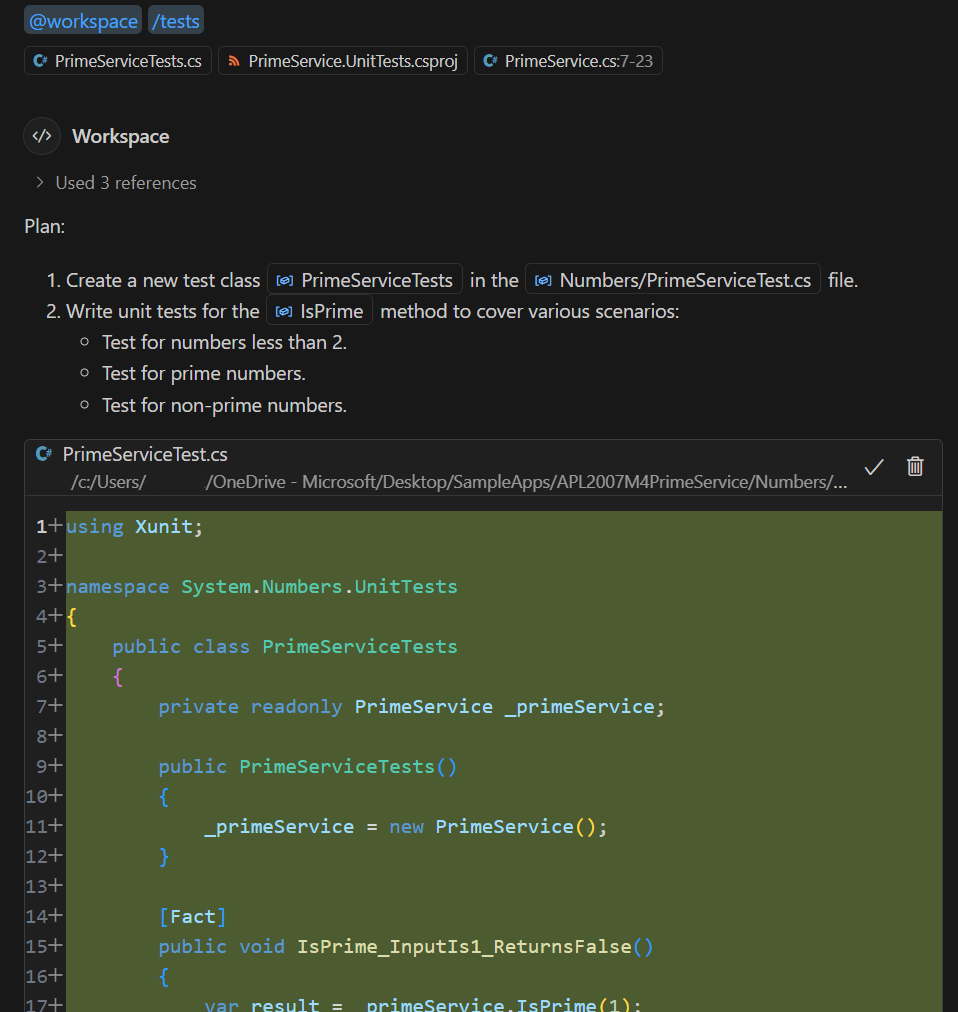 @workspace /tests
C# PrimeServiceTests.cs PrimeService.UnitTests.csproj C# PrimeService.cs:7-23
Workspace
Used 3 references
Plan:
1. Create a new test class PrimeServiceTests in the Numbers/PrimeServiceTest.cs file.
2. Write unit tests for the IsPrime method to cover various scenarios:
Test for numbers less than 2.
Test for prime numbers.
Test for non-prime numbers.
C# PrimeServiceTest.cs
/c:/Users/ /OneDrive - Microsoft/Desktop/SampleApps/APL2007M4PrimeService/Numbers/...
1+using Xunit;
2+
3+namespace System.Numbers.UnitTests
4+{
5+    public class PrimeServiceTests
6+    {
7+        private readonly PrimeService _primeService;
8+
9+        public PrimeServiceTests()
10+        {
11+            _primeService = new PrimeService();
12+        }
13+
14+        [Fact]
15+        public void IsPrime_InputIs1_ReturnsFalse()
16+        {
17+            var result = _primeService.IsPrime(1);